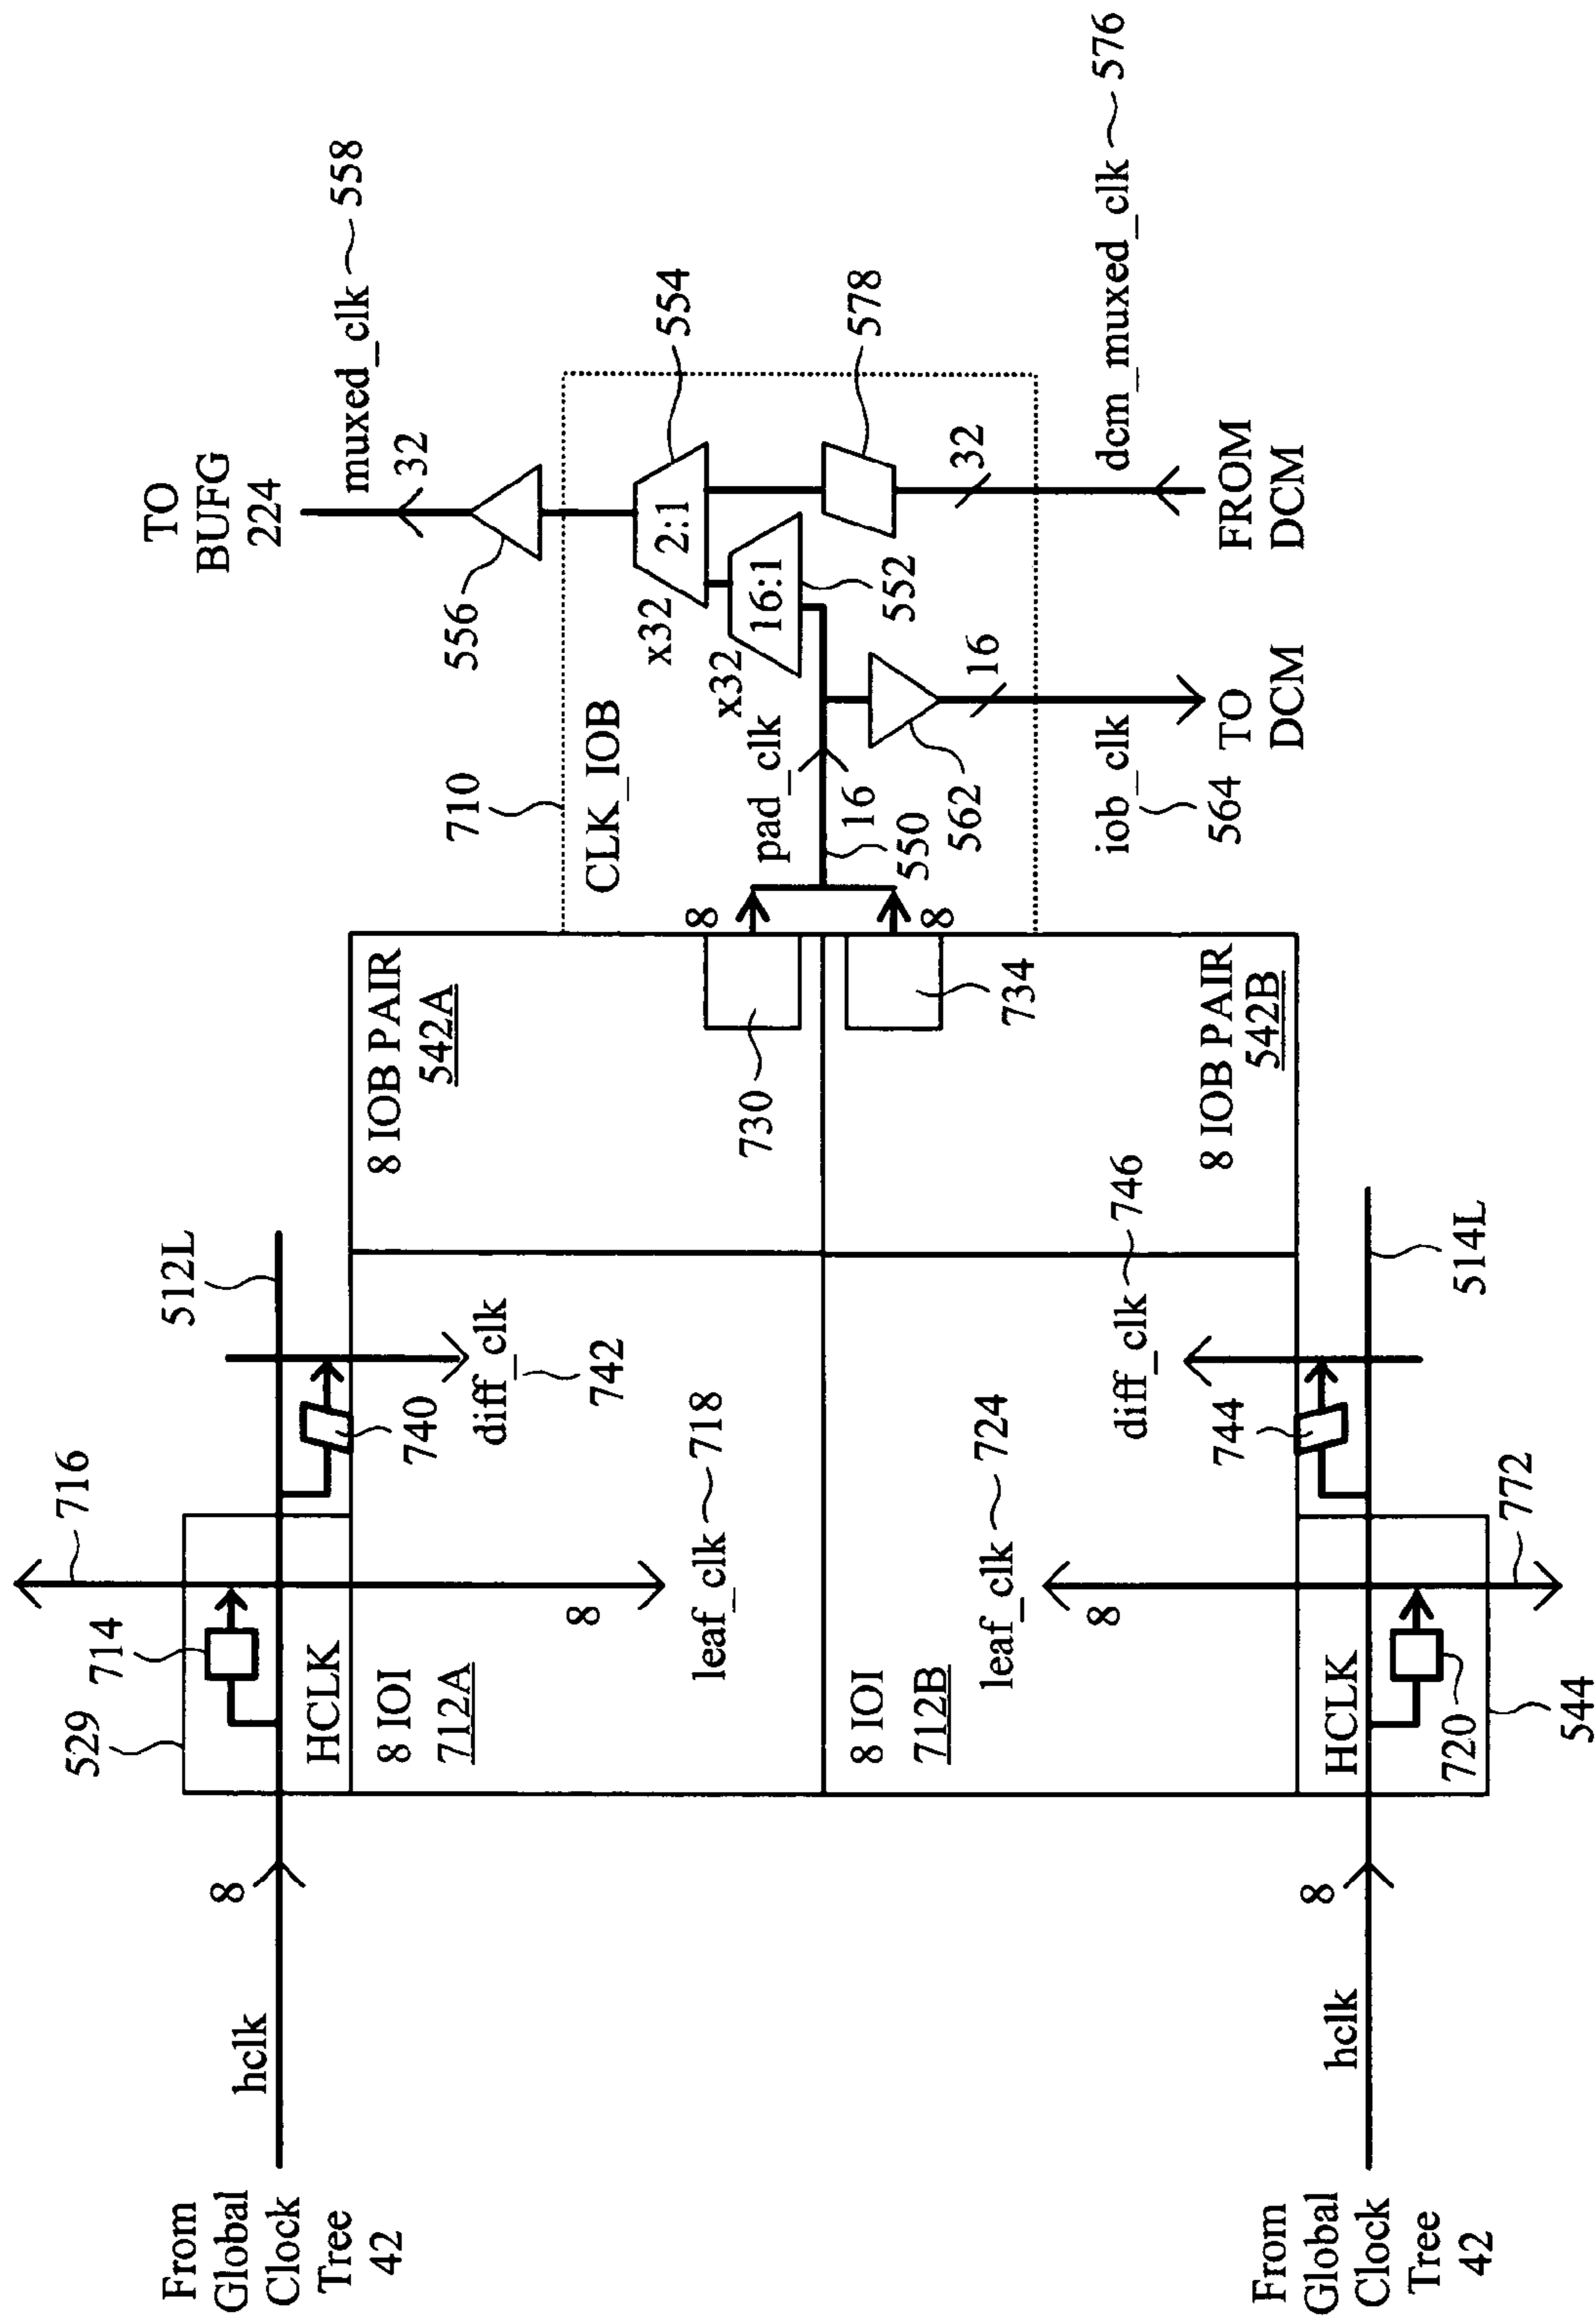 From
Global
Clock
Tree
42
hclk
8
529
714
716
HCLK
512L
740
diff_clk
742
8 IOI
712A
8
leaf_clk 718
8 IOB PAIR
542A
730
8
8 IOI
712B
leaf_clk 724
8
diff_clk 746
8 IOB PAIR
542B
734
8
From
Global
Clock
Tree
42
hclk
8
HCLK
720
544
772
744
514L
710
CLK_IOB
pad_clk
16
550
562
16
iob_clk
564
TO
DCM
x32
16:1
552
x32
2:1
554
556
TO
BUFG
224
32
muxed_clk 558
578
32
dcm_muxed_clk 576
FROM
DCM